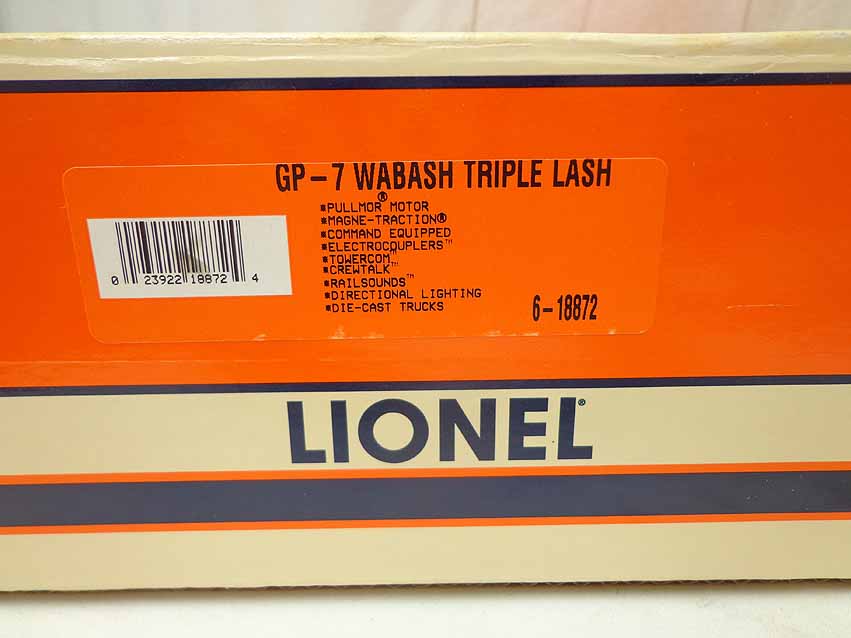 GP-7 WABASH TRIPLE LASH
*PULLMOR® MOTOR
*MAGNE-TRACTION®
*COMMAND EQUIPPED
*ELECTROCOUPLERS™
*TOWERCOM™
*CREWTALK™
*RAILSOUNDS™
*DIRECTIONAL LIGHTING
*DIE-CAST TRUCKS
0 23922 18872 4
6-18872
LIONEL®